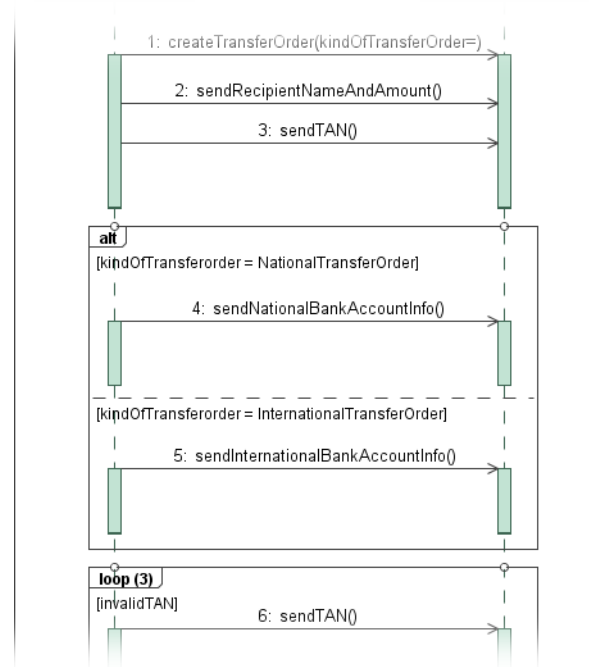 1: createTransferOrder(kindOfTransferOrder=)
2: sendRecipientNameAndAmount()
3: sendTAN()
alt
[kindOfTransferorder = NationalTransferOrder]
4: sendNationalBankAccountInfo()
[kindOfTransferorder = InternationalTransferOrder]
5: sendInternationalBankAccountInfo()
loop (3)
[invalidTAN]
6: sendTAN()